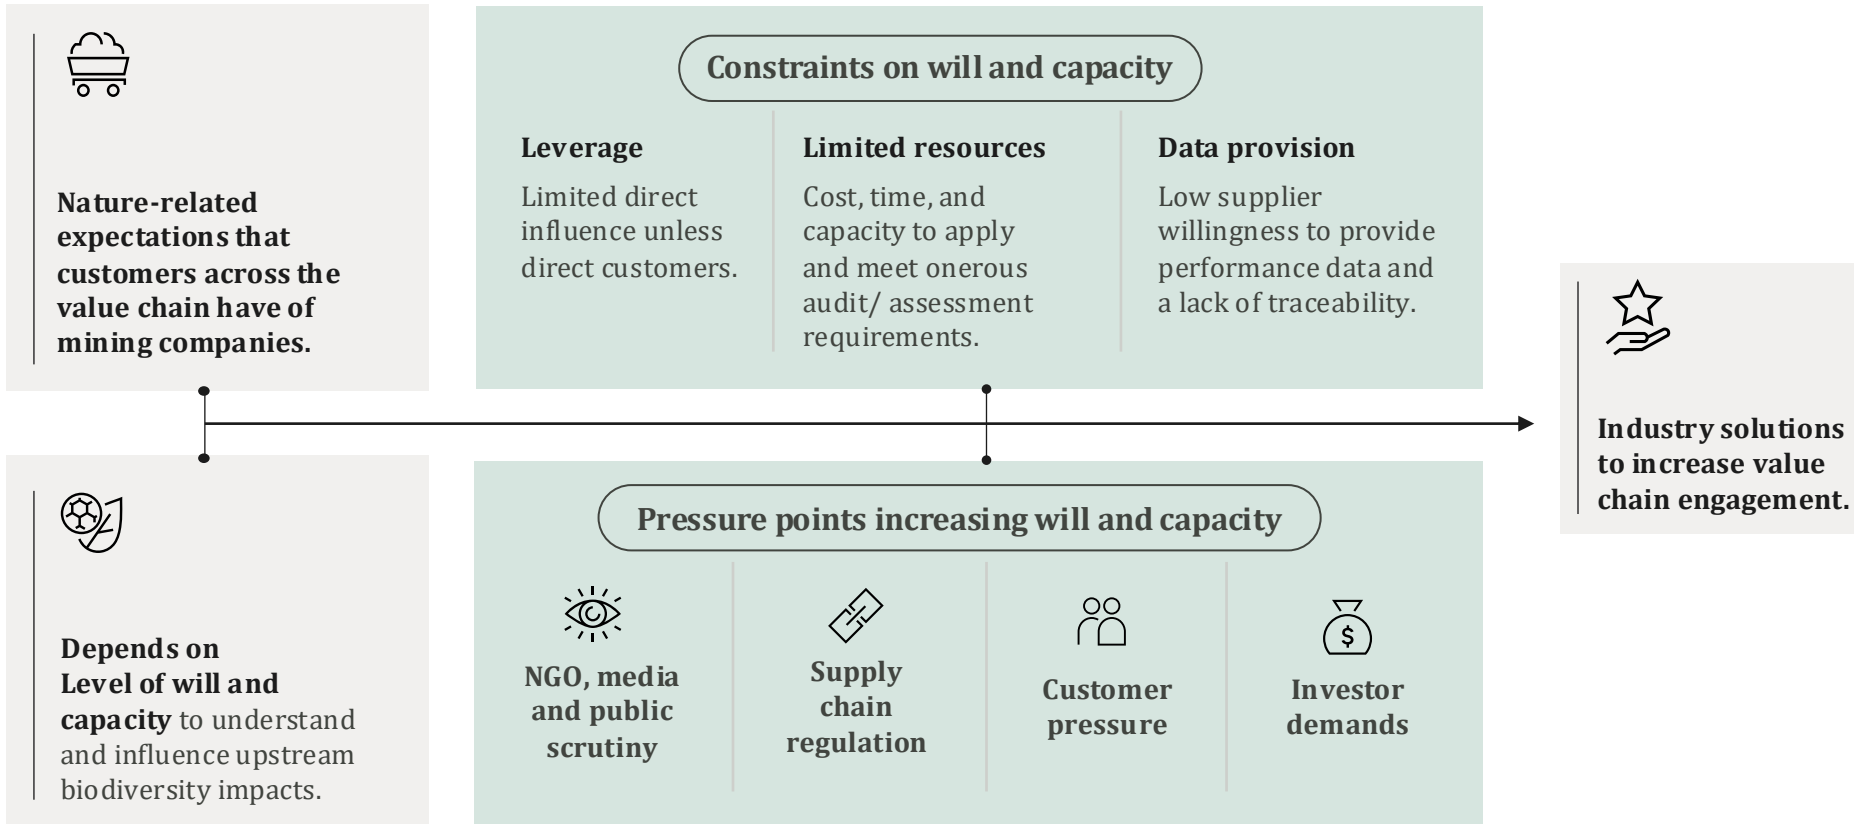 Nature-related
expectations that
customers across the
value chain have of
mining companies.
Depends on
Level of will and
capacity to understand
and influence upstream
biodiversity impacts.
Constraints on will and capacity
Leverage
Limited direct
influence unless
direct customers.
Limited resources
Cost, time, and
capacity to apply
and meet onerous
audit/ assessment
requirements.
Data provision
Low supplier
willingness to provide
performance data and
a lack of traceability.
Pressure points increasing will and capacity
NGO, media
and public
scrutiny
Supply
chain
regulation
Customer
pressure
$
Investor
demands
Industry solutions
to increase value
chain engagement.